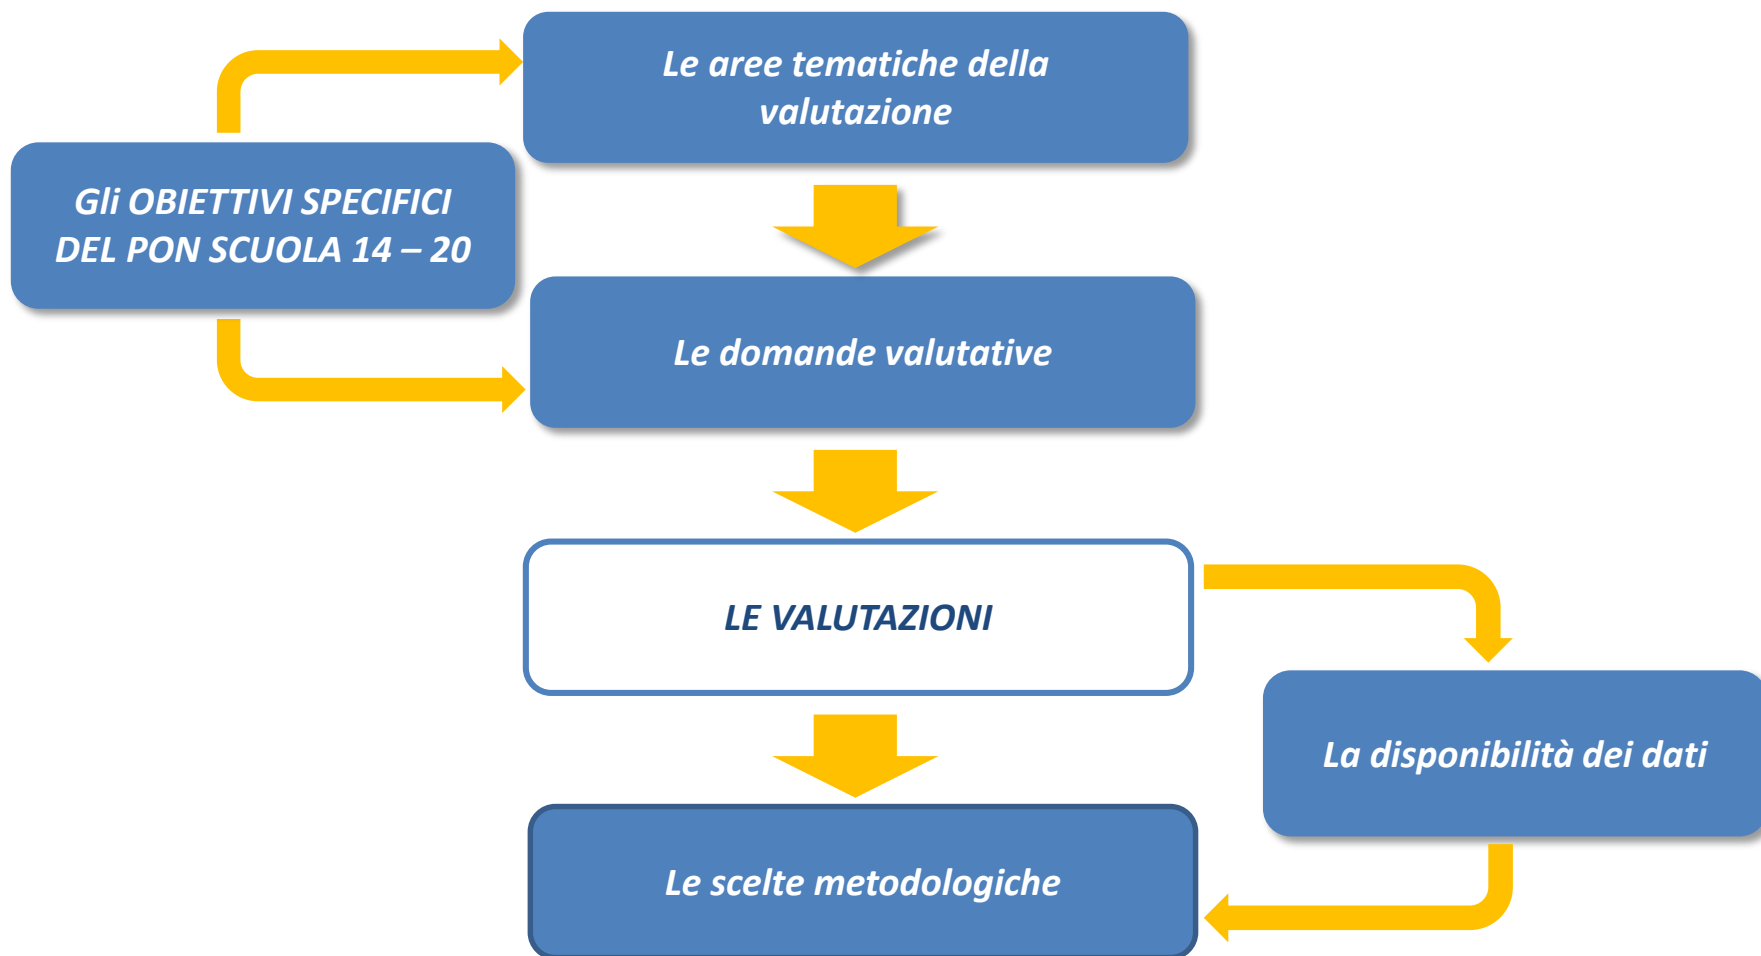 Le aree tematiche della
valutazione
Gli OBIETTIVI SPECIFICI
DEL PON SCUOLA 14 – 20
Le domande valutative
LE VALUTAZIONI
La disponibilità dei dati
Le scelte metodologiche